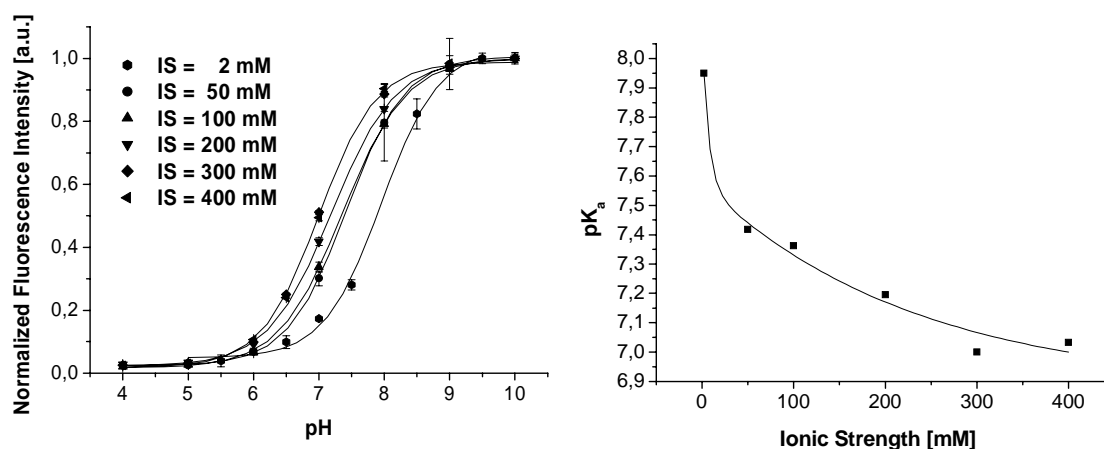 Normalized Fluorescence Intensity [a.u.]
1,0
0,8
0,6
0,4
0,2
0,0
IS = 2 mM
IS = 50 mM
IS = 100 mM
IS = 200 mM
IS = 300 mM
IS = 400 mM
4 5 6 7 8 9 10
pH
pKa
8,0
7,9
7,8
7,7
7,6
7,5
7,4
7,3
7,2
7,1
7,0
6,9
0 100 200 300 400
Ionic Strength [mM]